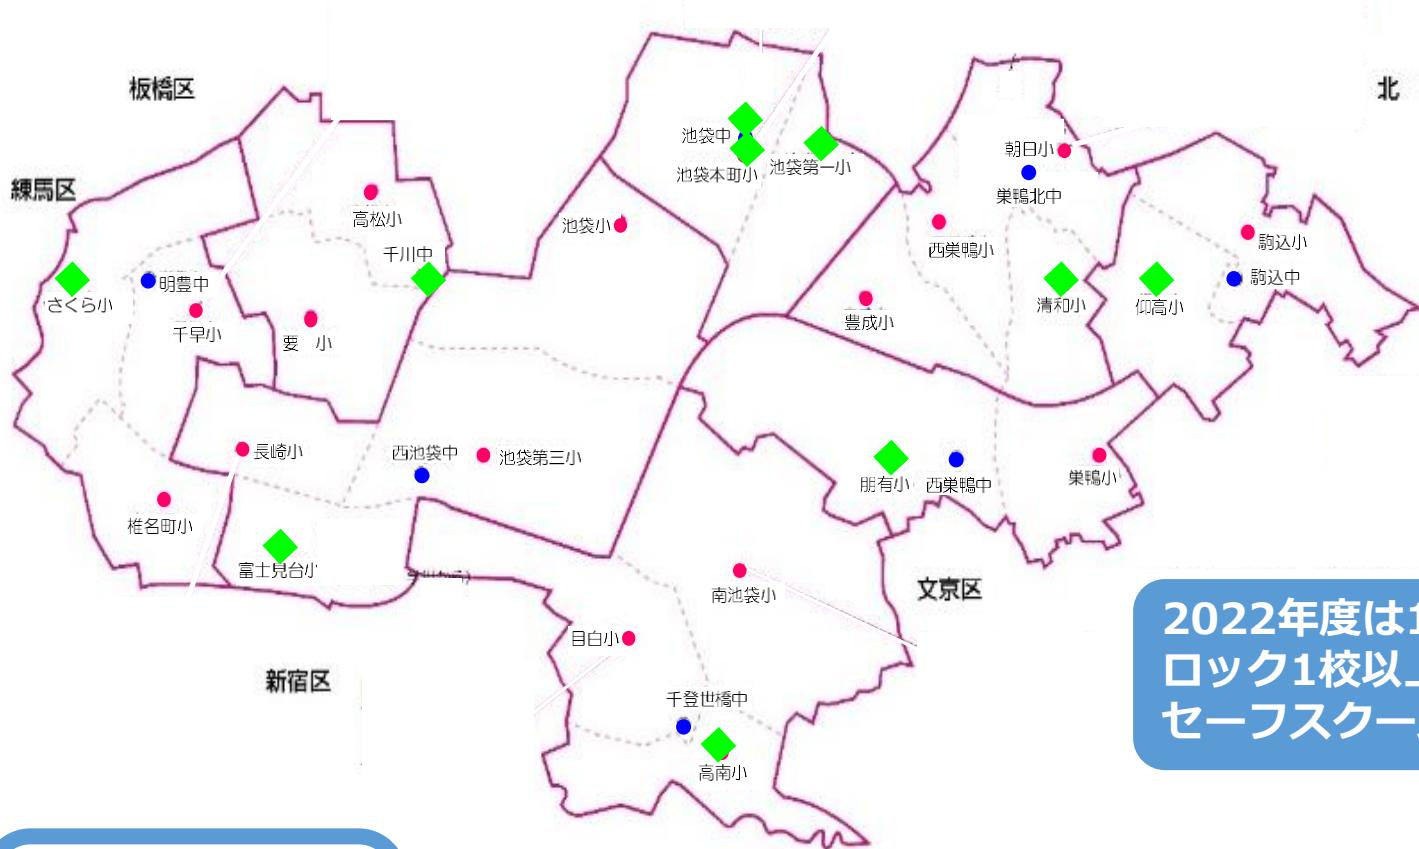 板橋区
北
練馬区
池袋中
池袋本町小
池袋第一小
朝日小
巣鴨北中
高松小
池袋小
西巣鴨小
駒込小
千川中
明豊中
駒込中
さくら小
清和小
仰高小
千早小
要　小
豊成小
長崎小
西池袋中
池袋第三小
朋有小
西巣鴨中
巣鴨小
椎名町小
富士見台小
南池袋小
文京区
目白小
新宿区
千登世橋中
高南小
2022年度は1
ロック1校以上
セーフスクー